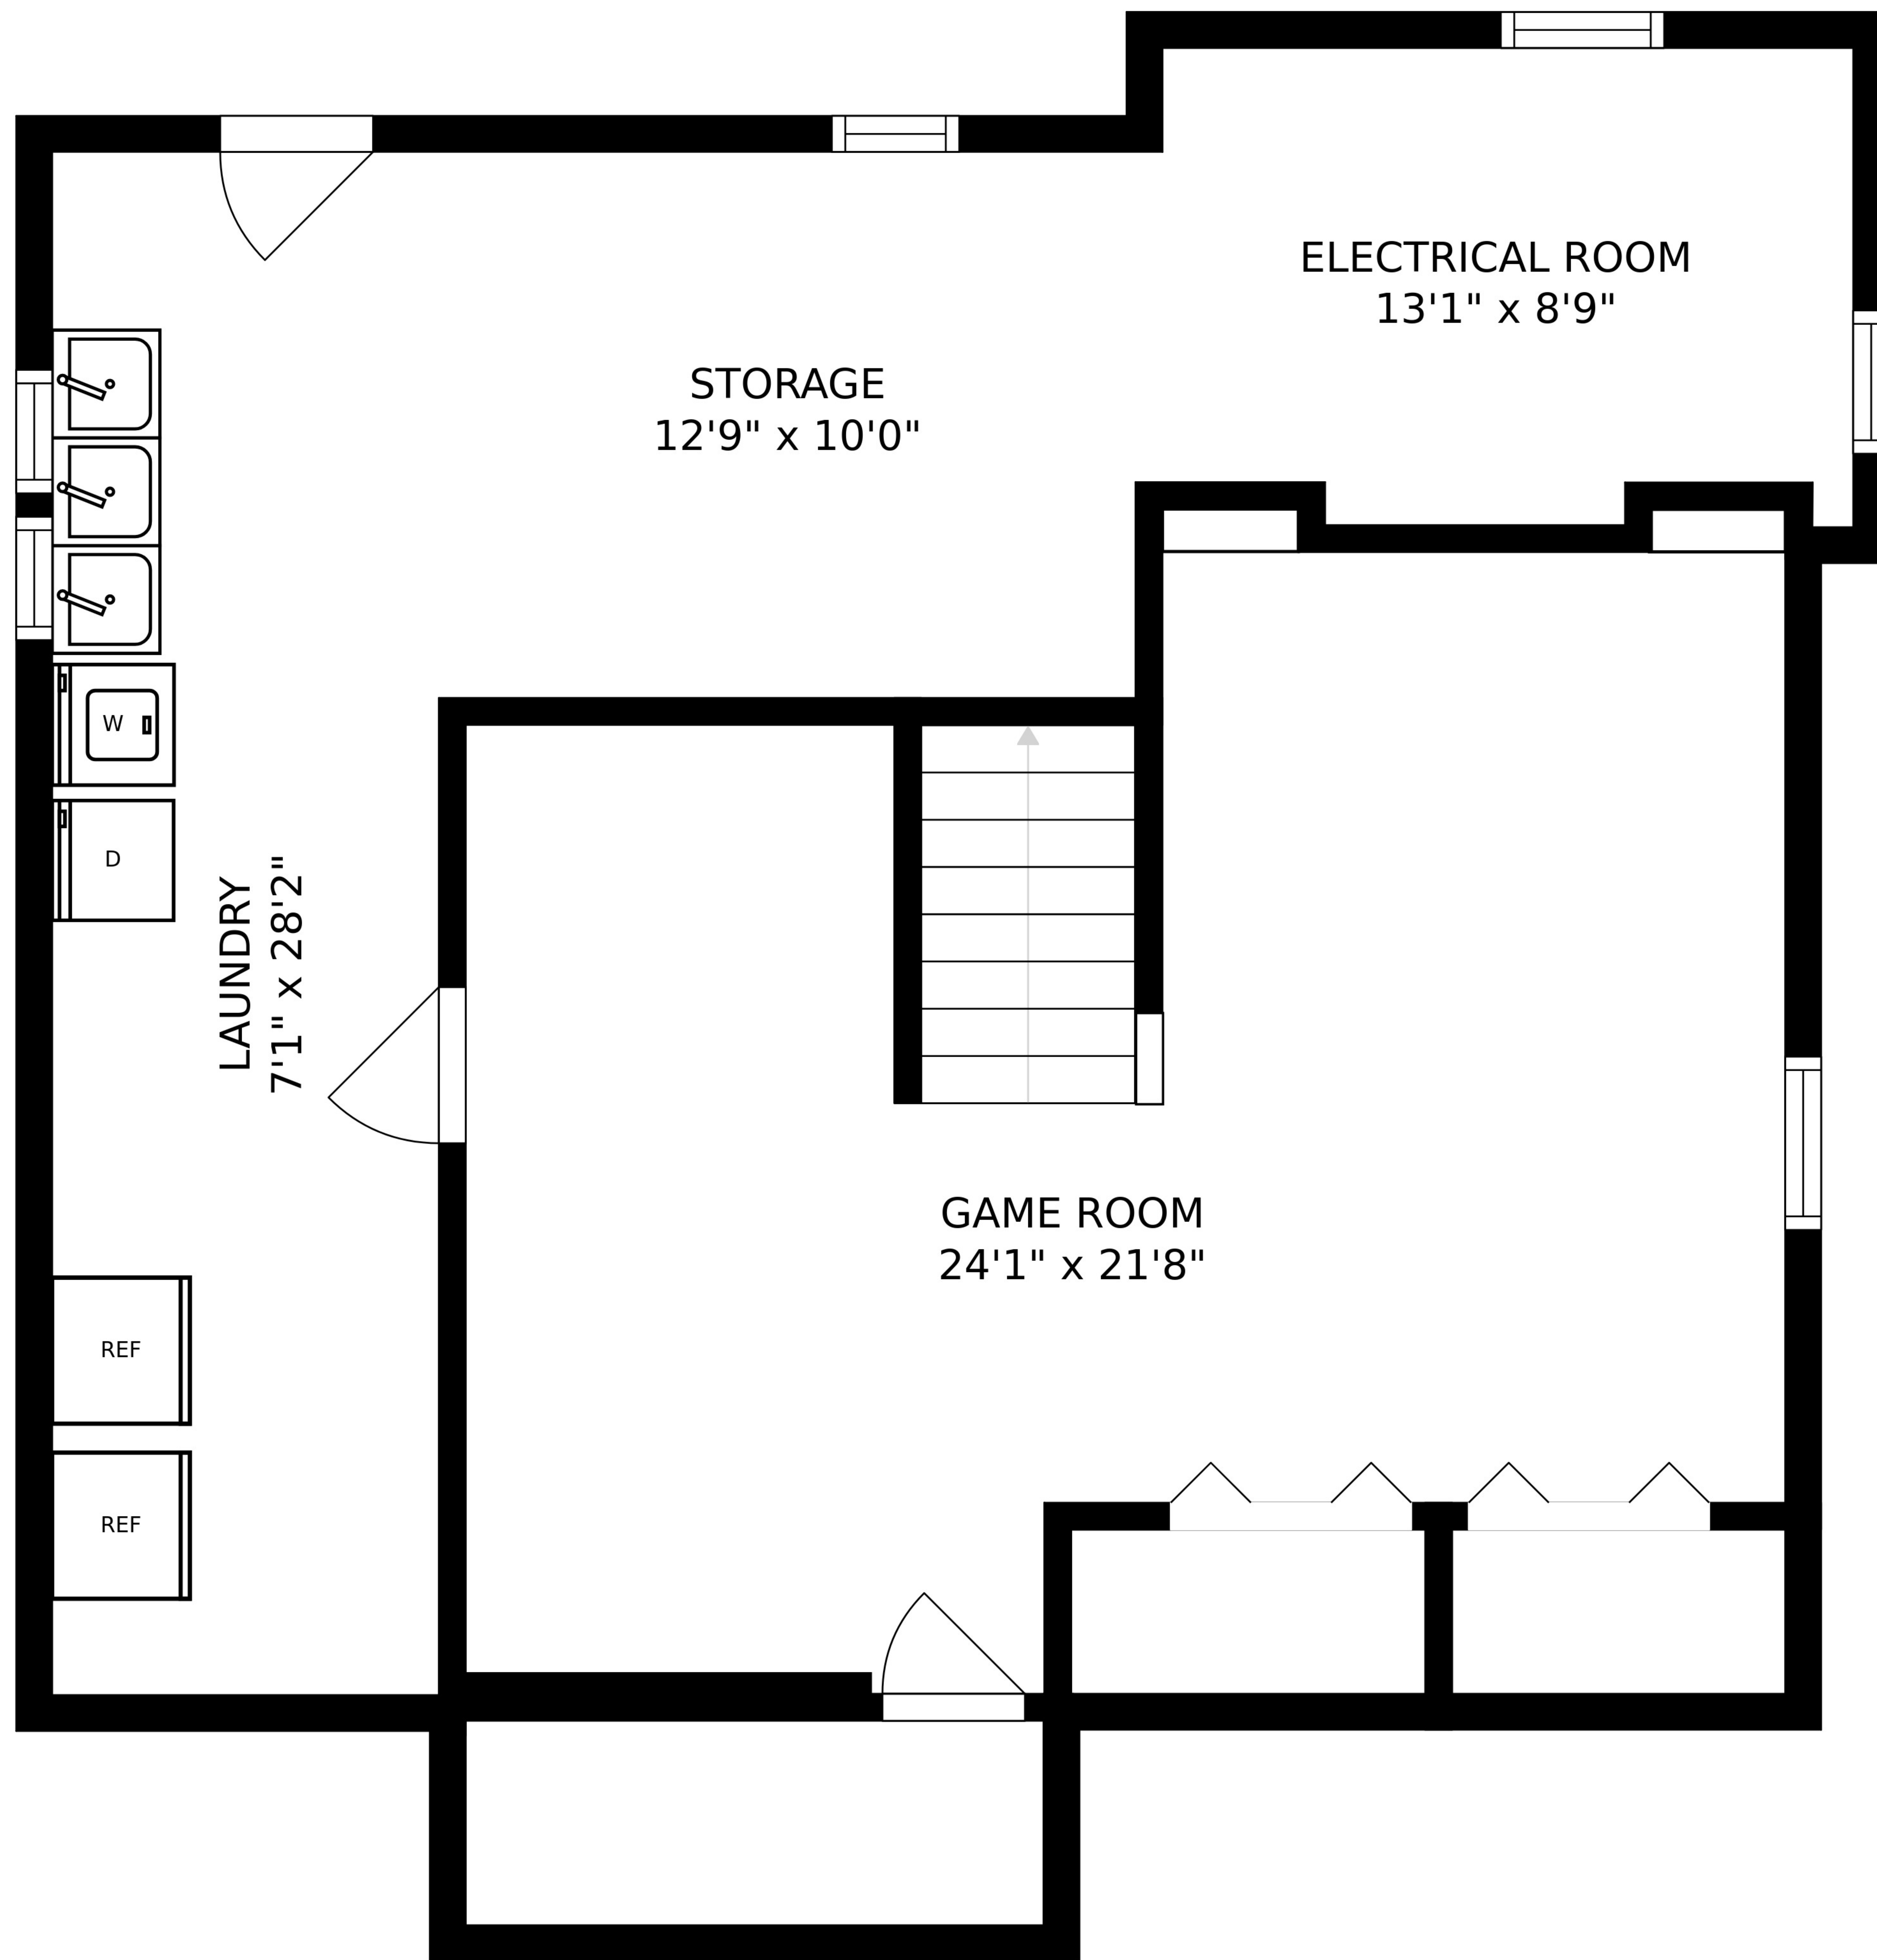 ELECTRICAL ROOM
13'1" x 8'9"
STORAGE
12'9" x 10'0"
W
D
LAUNDRY
7'1" x 28'2"
GAME ROOM
24'1" x 21'8"
REF
REF